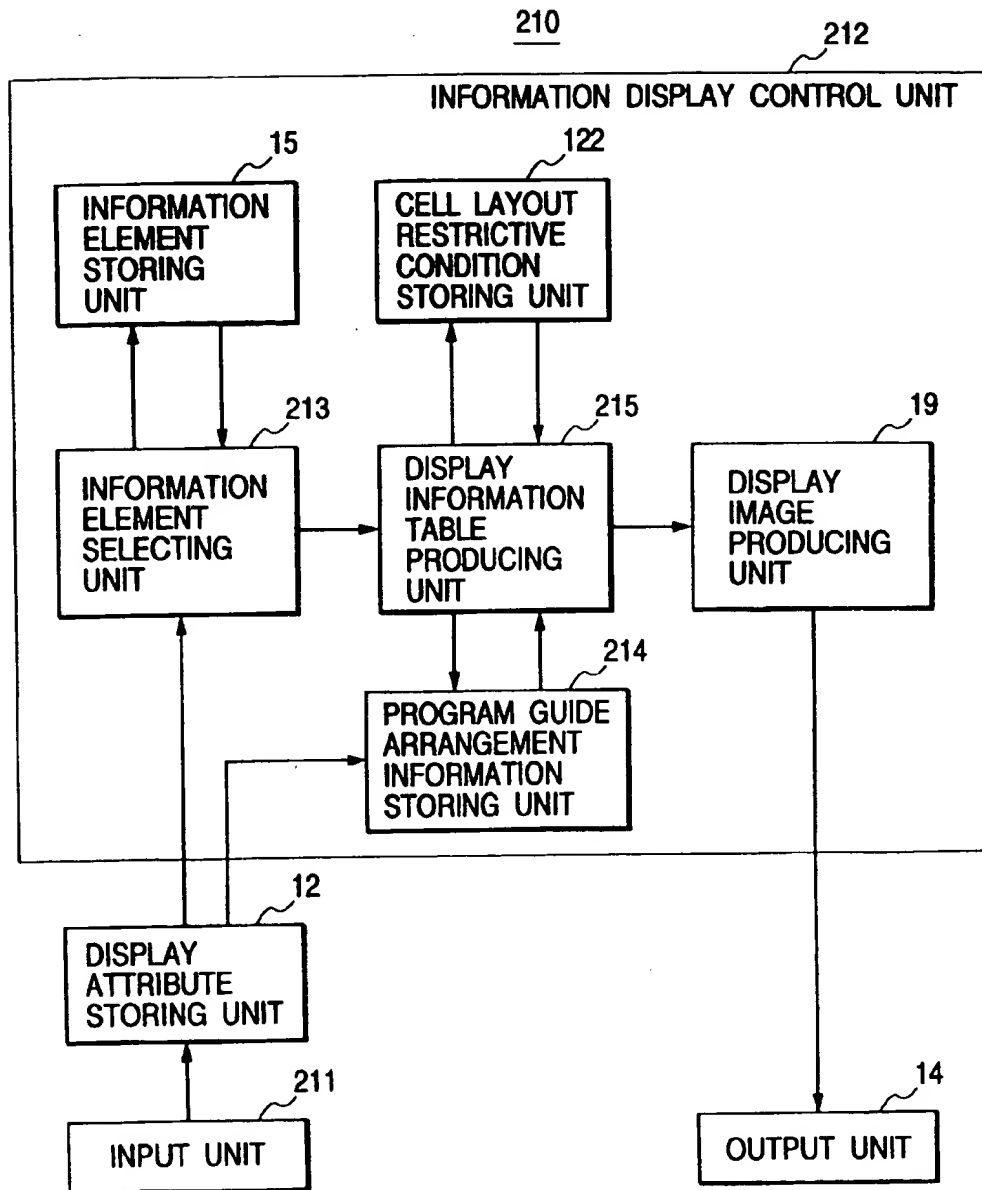 210
212
INFORMATION DISPLAY CONTROL UNIT
15
INFORMATION
ELEMENT
STORING
UNIT
122
CELL LAYOUT
RESTRICTIVE
CONDITION
STORING UNIT
213
INFORMATION
ELEMENT
SELECTING
UNIT
215
DISPLAY
INFORMATION
TABLE
PRODUCING
UNIT
19
DISPLAY
IMAGE
PRODUCING
UNIT
214
PROGRAM GUIDE
ARRANGEMENT
INFORMATION
STORING UNIT
12
DISPLAY
ATTRIBUTE
STORING UNIT
211
INPUT UNIT
14
OUTPUT UNIT